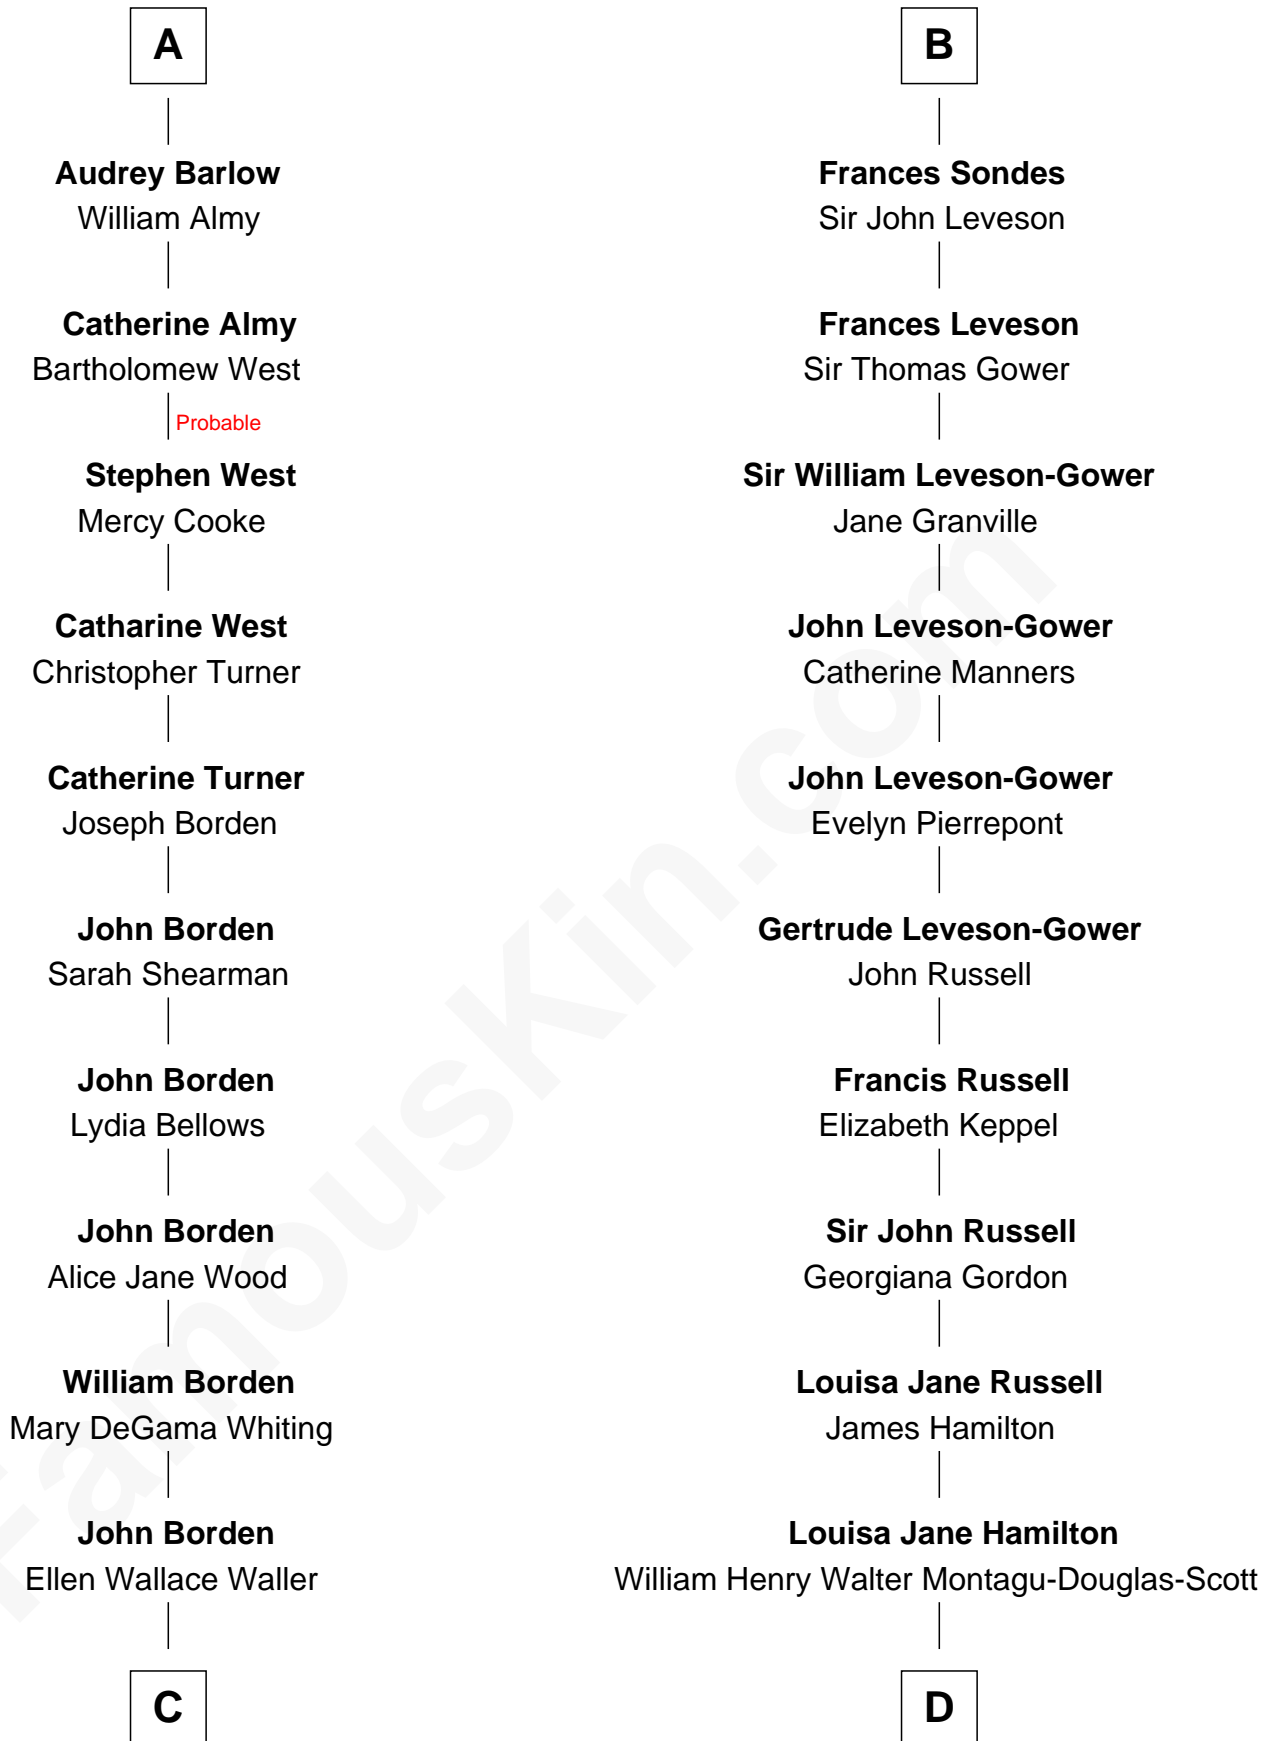 A
Audrey Barlow
William Almy
Catherine Almy
Bartholomew West
Probable
Stephen West
Mercy Cooke
Catharine West
Christopher Turner
Catherine Turner
Joseph Borden
John Borden
Sarah Shearman
John Borden
Lydia Bellows
John Borden
Alice Jane Wood
William Borden
Mary DeGama Whiting
John Borden
Ellen Wallace Waller
C
B
Frances Sondes
Sir John Leveson
Frances Leveson
Sir Thomas Gower
Sir William Leveson-Gower
Jane Granville
John Leveson-Gower
Catherine Manners
John Leveson-Gower
Evelyn Pierrepont
Gertrude Leveson-Gower
John Russell
Francis Russell
Elizabeth Keppel
Sir John Russell
Georgiana Gordon
Louisa Jane Russell
James Hamilton
Louisa Jane Hamilton
William Henry Walter Montagu-Douglas-Scott
D
FamousKin.com